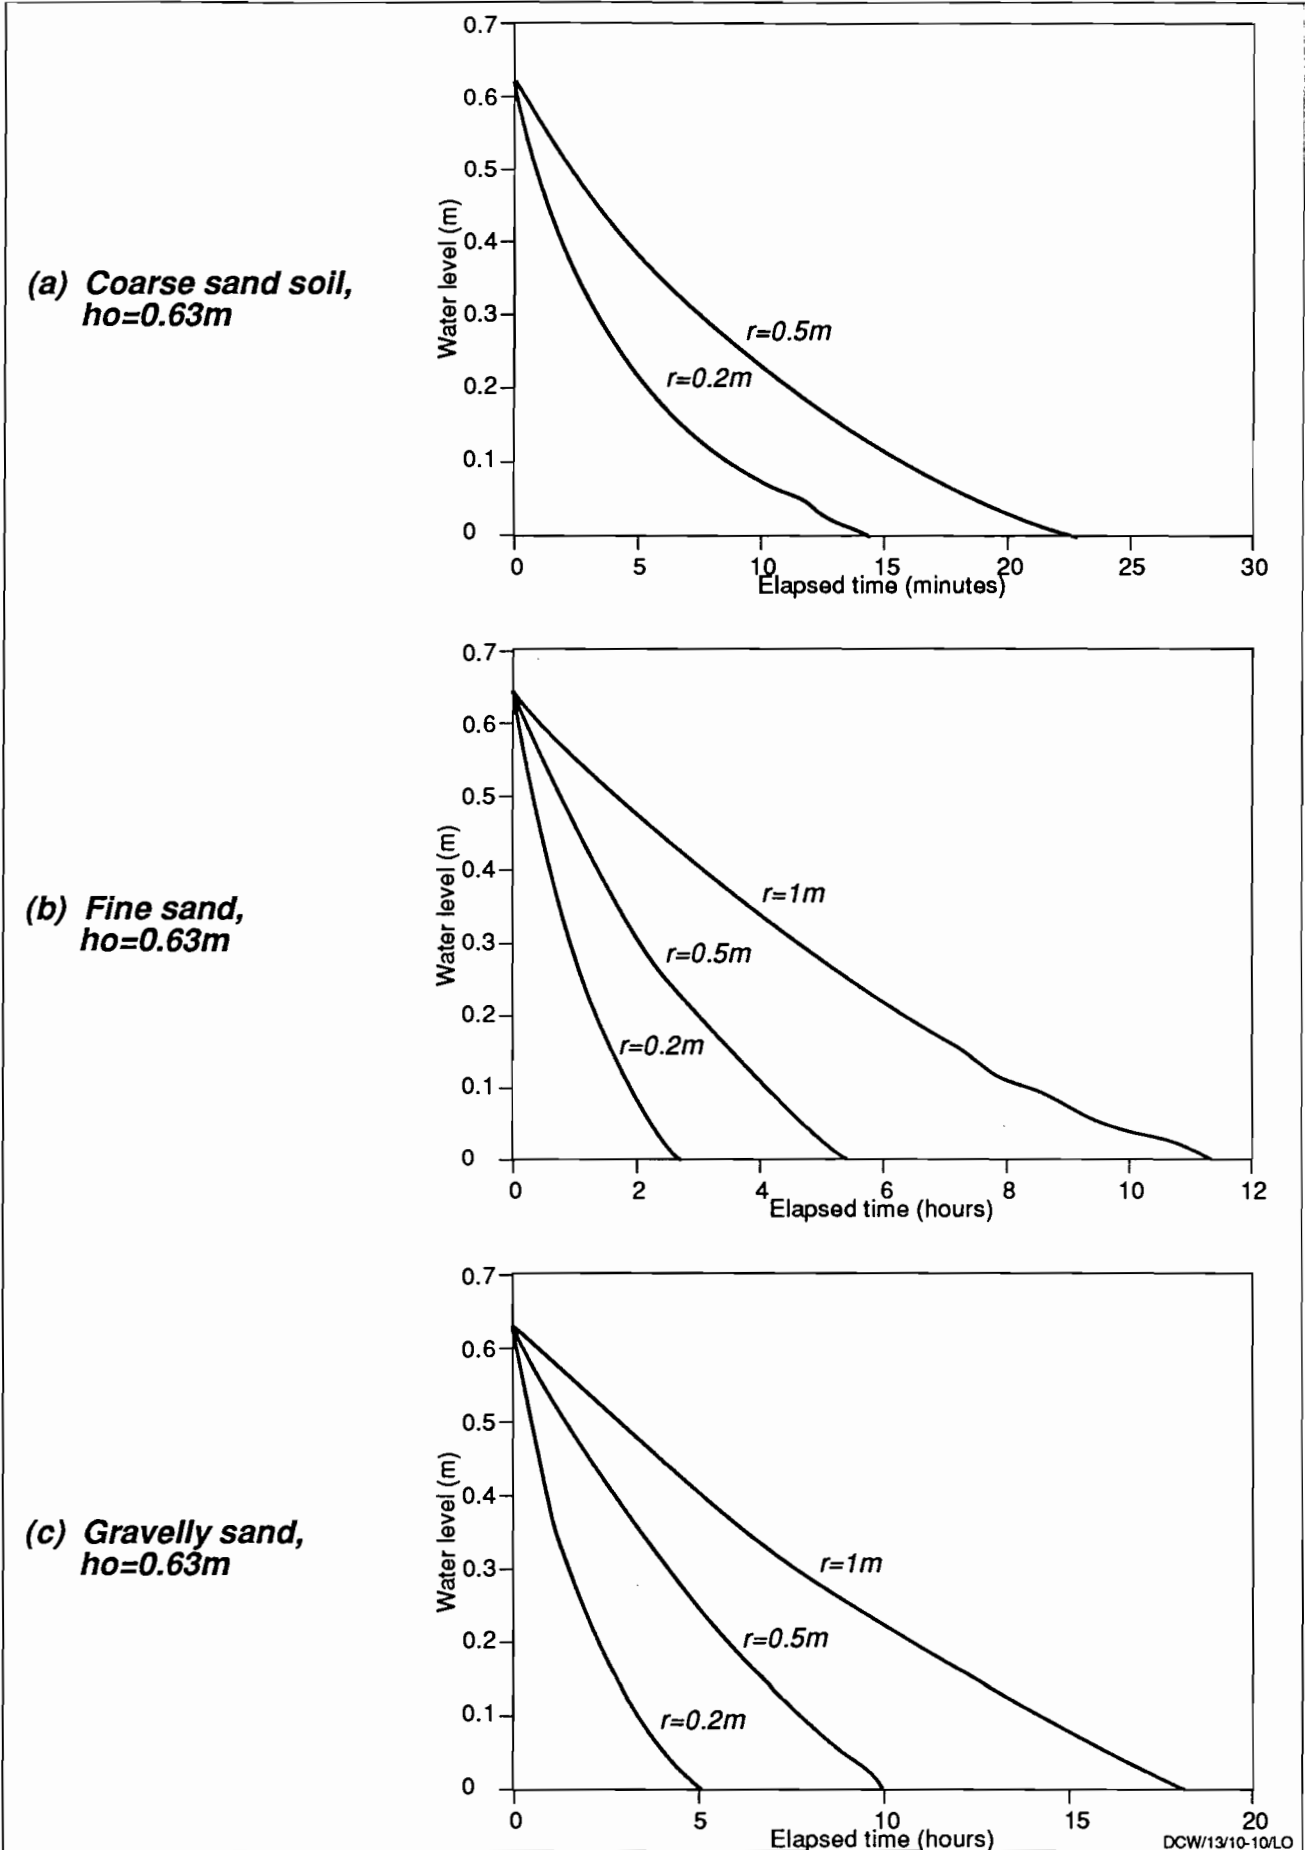 (a) Coarse sand soil,
ho=0.63m
Water level (m)
0.7
0.6
0.5
0.4
0.3
0.2
0.1
0
r=0.5m
r=0.2m
0 5 10 15 20 25 30
Elapsed time (minutes)
(b) Fine sand,
ho=0.63m
Water level (m)
0.7
0.6
0.5
0.4
0.3
0.2
0.1
0
r=1m
r=0.5m
r=0.2m
0 2 4 6 8 10 12
Elapsed time (hours)
(c) Gravelly sand,
ho=0.63m
Water level (m)
0.7
0.6
0.5
0.4
0.3
0.2
0.1
0
r=1m
r=0.5m
r=0.2m
0 5 10 15 20
Elapsed time (hours)
DCW/13/10-10/LO